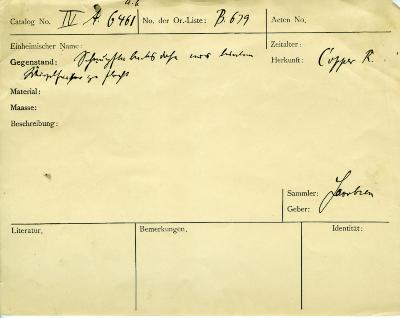 a.b
Catalog No. IV A. 6461 No. der Or.-Liste: B. 679 Acten No.
Einheimischer Name: Zeitalter:
Gegenstand: aus Herkunft: Copper R.
Material:
Maasse:
Beschreibung:
Sammler: Jacobsen
Geber:
Literatur, Bemerkungen, Identität: